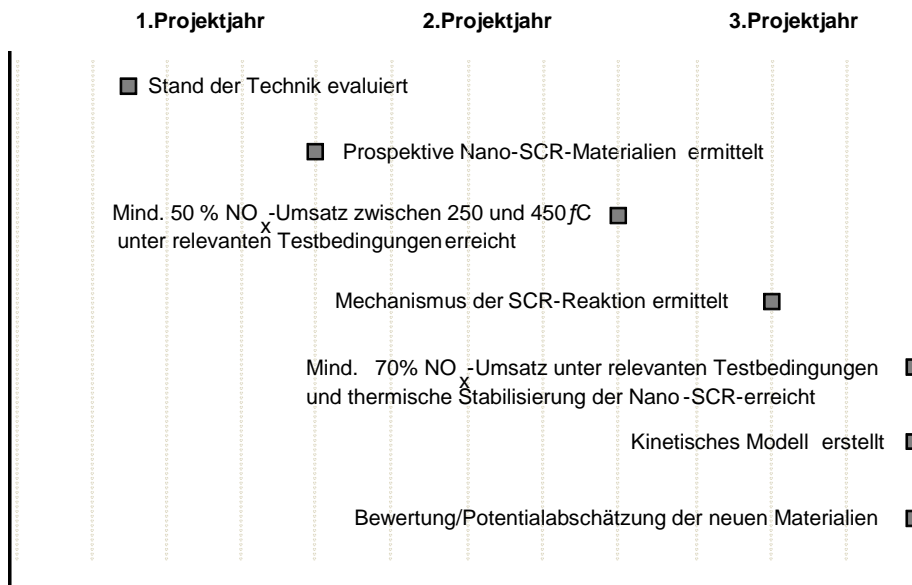 1.Projektjahr 2.Projektjahr 3.Projektjahr
Stand der Technik evaluiert
Prospektive Nano-SCR-Materialien ermittelt
Mind. 50 % NOx-Umsatz zwischen 250 und 450ƒC
unter relevanten Testbedingungen erreicht
Mechanismus der SCR-Reaktion ermittelt
Mind. 70% NOx-Umsatz unter relevanten Testbedingungen
und thermische Stabilisierung der Nano-SCR-erreicht
Kinetisches Modell erstellt
Bewertung/Potentialabschätzung der neuen Materialien